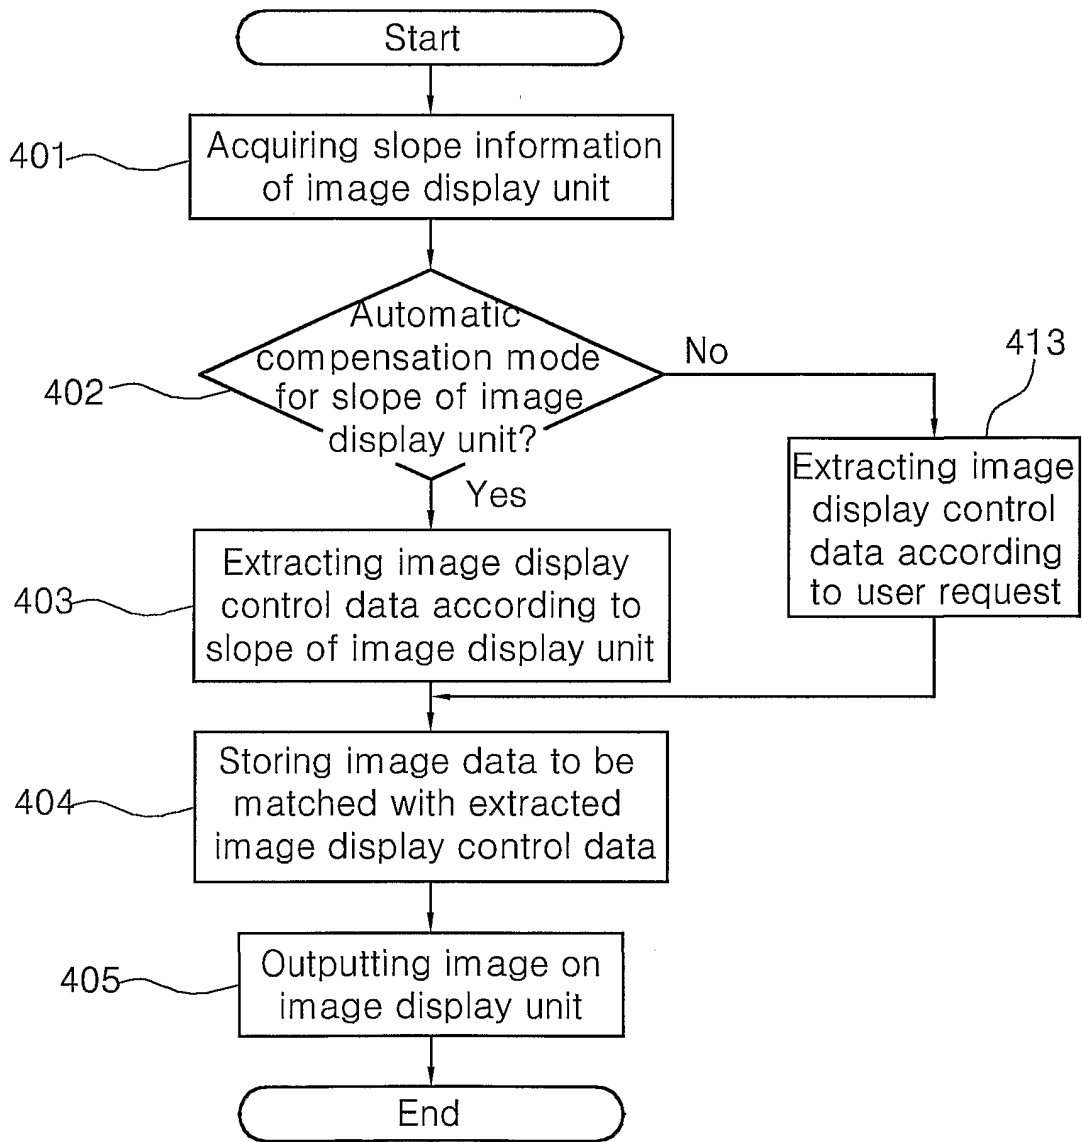 Start
401
Acquiring slope information
of image display unit
Automatic
compensation mode
for slope of image
display unit?
402
No
413
Yes
Extracting image
display control
data according
to user request
403
Extracting image display
control data according to
slope of image display unit
404
Storing image data to be
matched with extracted
image display control data
405
Outputting image on
image display unit
End